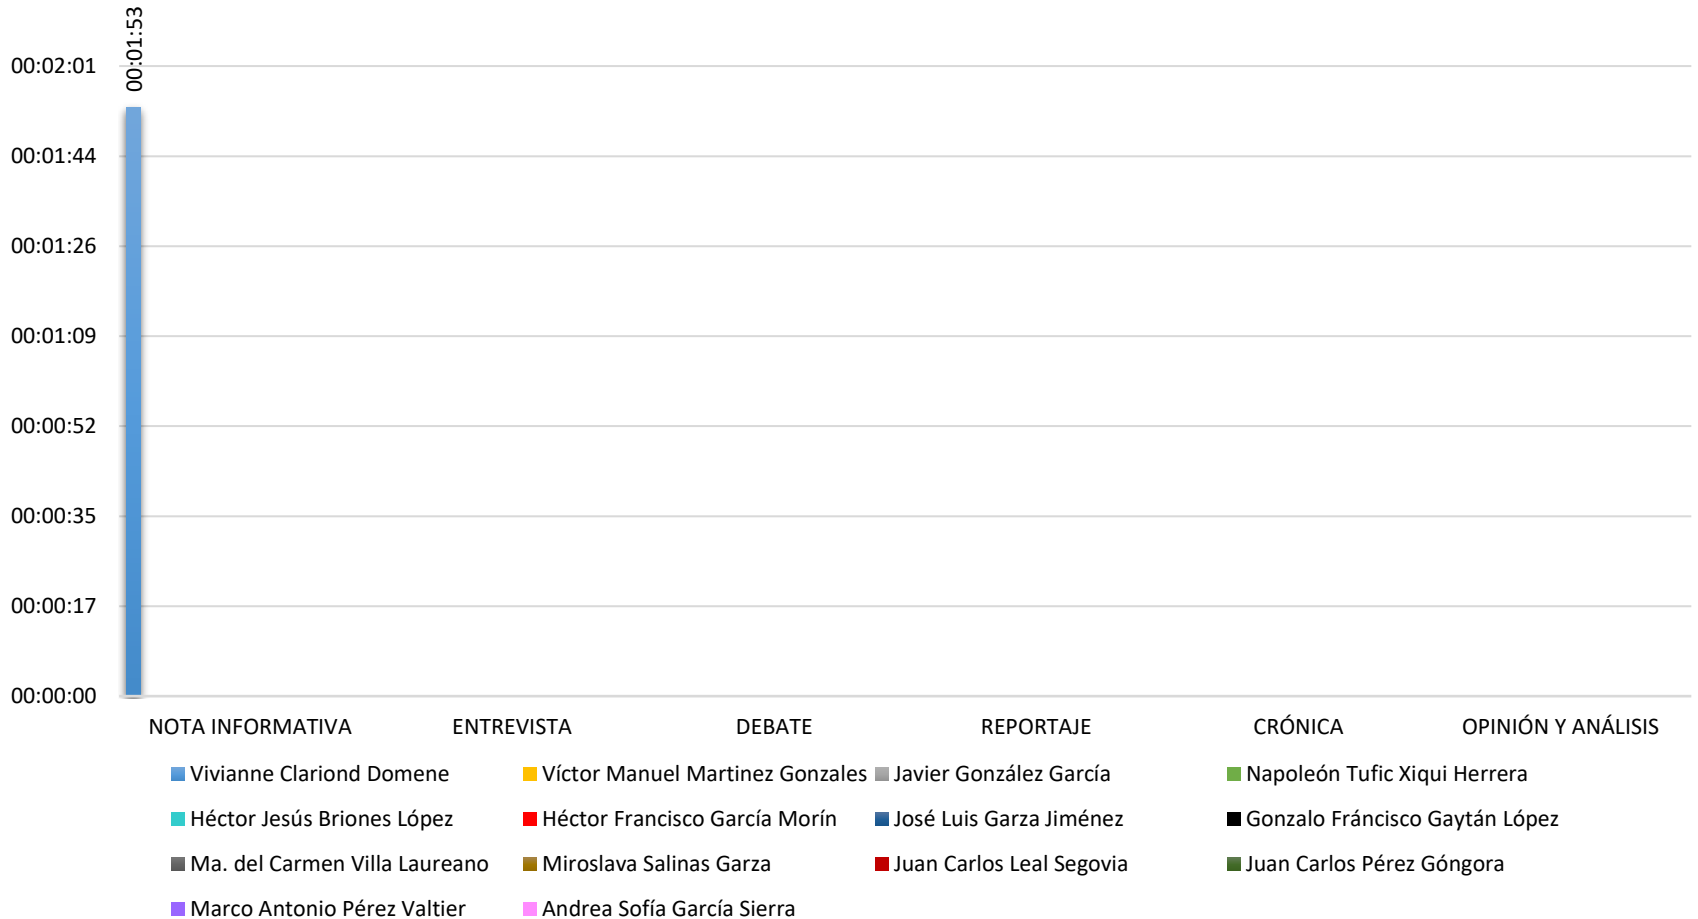 00:01:53
00:02:01
00:01:44
00:01:26
00:01:09
00:00:52
00:00:35
00:00:17
00:00:00
NOTA INFORMATIVA ENTREVISTA DEBATE REPORTAJE CRÓNICA OPINIÓN Y ANÁLISIS
Vivianne Clariond Domene Víctor Manuel Martinez Gonzales Javier González García Napoleón Tufic Xiqui Herrera
Héctor Jesús Briones López Héctor Francisco García Morín José Luis Garza Jiménez Gonzalo Fráncisco Gaytán López
Ma. del Carmen Villa Laureano Miroslava Salinas Garza Juan Carlos Leal Segovia Juan Carlos Pérez Góngora
Marco Antonio Pérez Valtier Andrea Sofía García Sierra